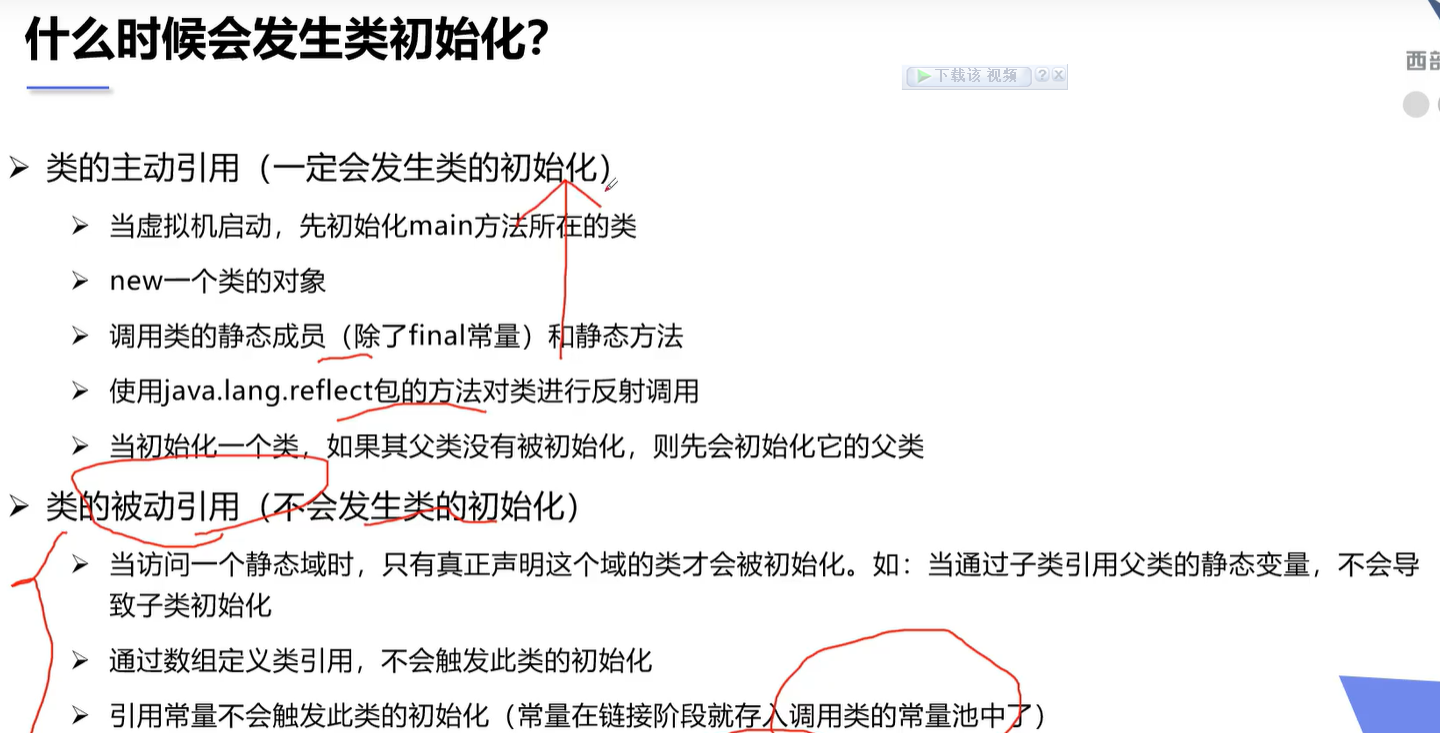 什么时候会发生类初始化？
下载该 视频
西部
类的主动引用（一定会发生类的初始化）
当虚拟机启动，先初始化main方法所在的类
new一个类的对象
调用类的静态成员（除了final常量）和静态方法
使用java.lang.reflect包的方法对类进行反射调用
当初始化一个类，如果其父类没有被初始化，则先会初始化它的父类
类的被动引用（不会发生类的初始化）
当访问一个静态域时，只有真正声明这个域的类才会被初始化。如：当通过子类引用父类的静态变量，不会导
致子类初始化
通过数组定义类引用，不会触发此类的初始化
引用常量不会触发此类的初始化（常量在链接阶段就存入调用类的常量池中了）